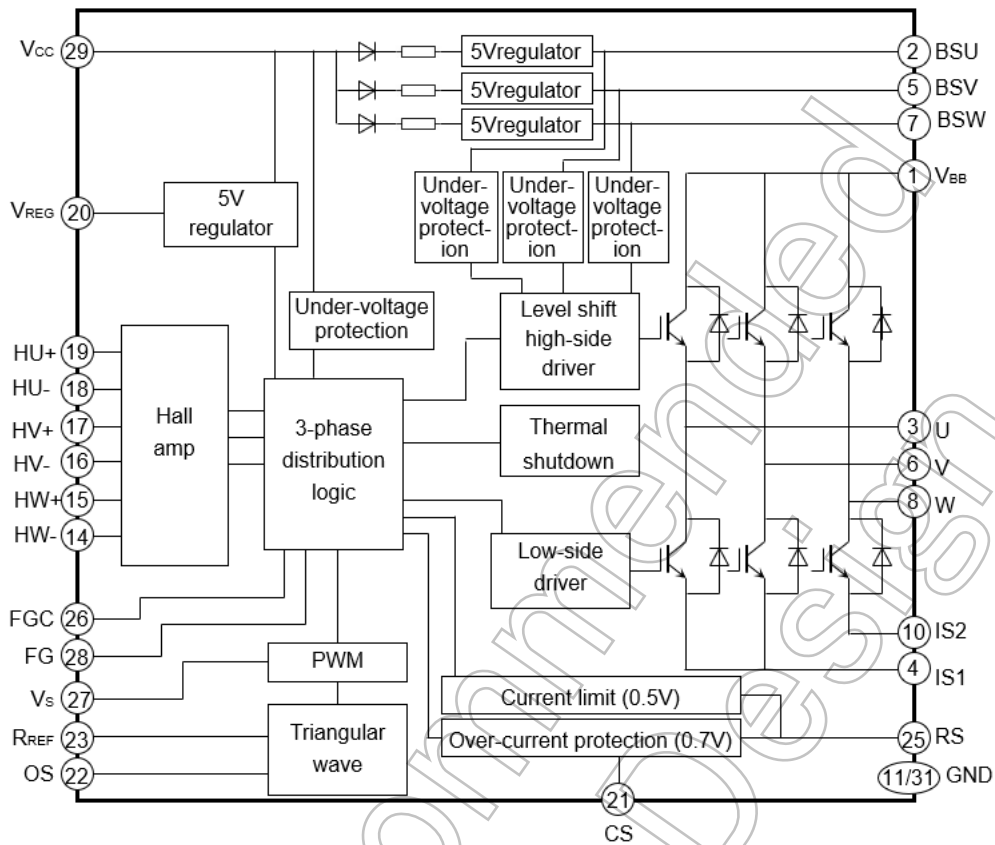 VCC 29
5Vregulator
2 BSU
5Vregulator
5 BSV
5Vregulator
7 BSW
1 VBB
VREG 20
5V
regulator
Under-
voltage
protect-
ion
Under-
voltage
protect-
ion
Under-
voltage
protect-
ion
Under-voltage
protection
Level shift
high-side
driver
HU+ 19
HU- 18
HV+ 17
HV- 16
HW+ 15
HW- 14
Hall
amp
3-phase
distribution
logic
Thermal
shutdown
3 U
6 V
8 W
Low-side
driver
FGC 26
FG 28
VS 27
RREF 23
OS 22
PWM
Triangular
wave
10 IS2
4 IS1
Current limit (0.5V)
Over-current protection (0.7V)
25 RS
11/31 GND
21
CS
ommended
Design